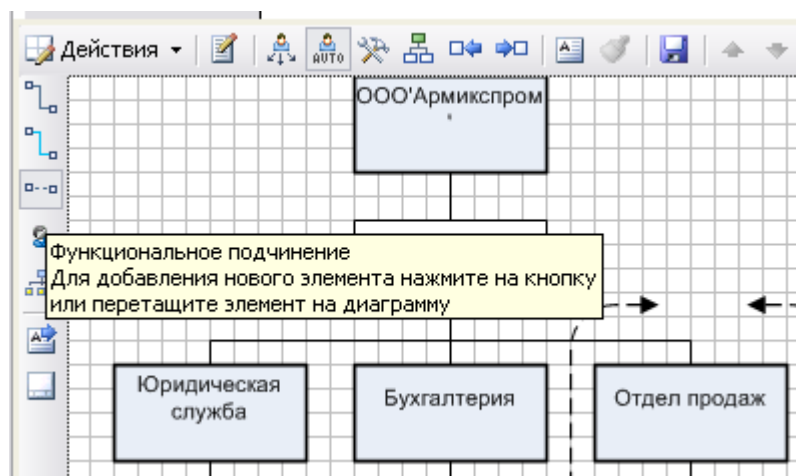 Действия
AUTO
A
ООО'Армикспром
'
Функциональное подчинение
Для добавления нового элемента нажмите на кнопку
или перетащите элемент на диаграмму
A
Юридическая
служба
Бухгалтерия
Отдел продаж